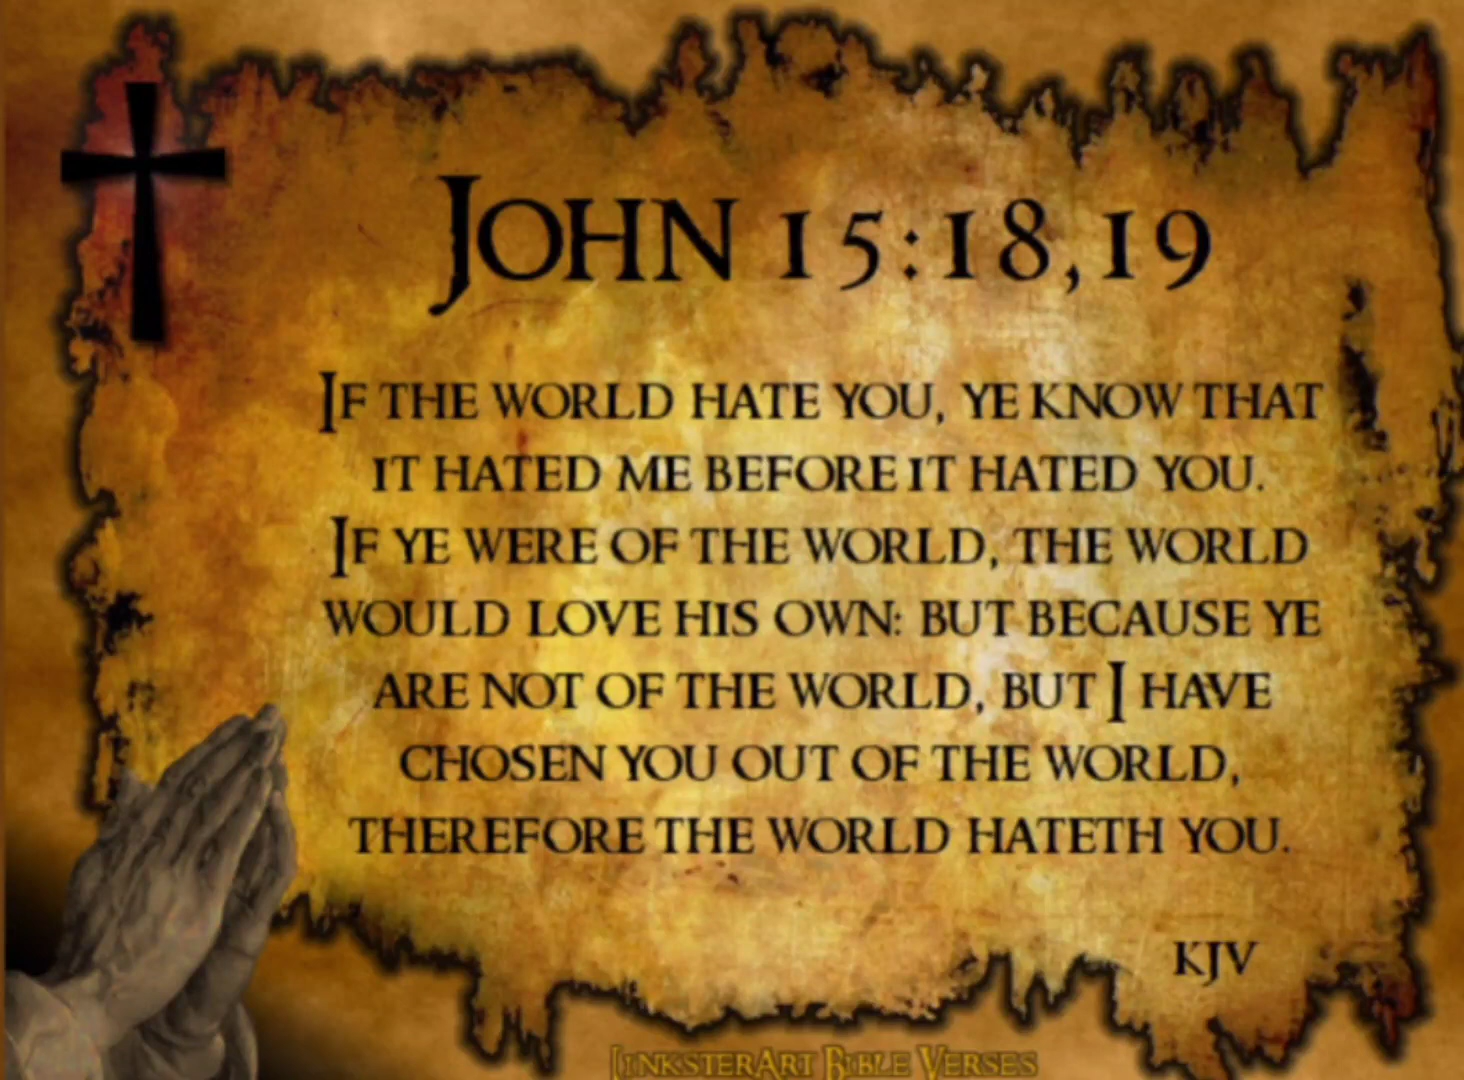 John 15:18,19
If the world hate you, ye know that
it hated me before it hated you.
If ye were of the world, the world
would love his own: but because ye
are not of the world, but I have
chosen you out of the world,
therefore the world hateth you.
KJV
JinksterArt Bible Verses